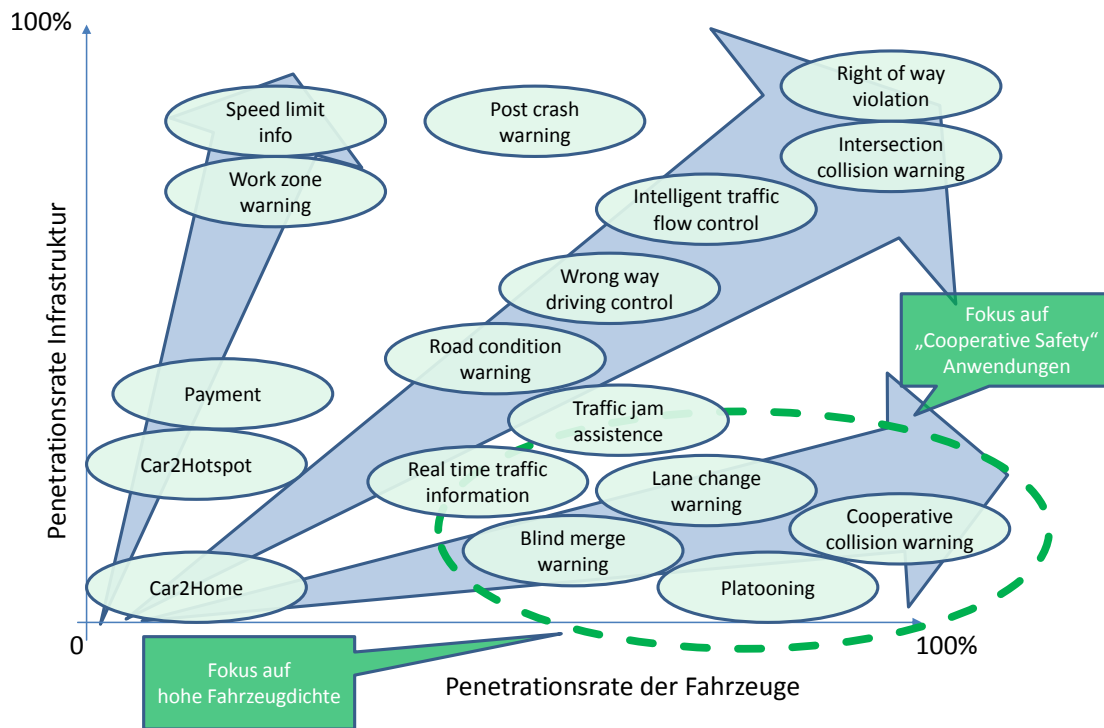 100%
Speed limit
info
Work zone
warning
Post crash
warning
Right of way
violation
Intersection
collision warning
Intelligent traffic
flow control
Wrong way
driving control
Road condition
warning
Fokus auf
„Cooperative Safety“
Anwendungen
Payment
Traffic jam
assistence
Car2Hotspot
Real time traffic
information
Lane change
warning
Blind merge
warning
Cooperative
collision warning
Car2Home
Platooning
Penetrationsrate Infrastruktur
0
100%
Fokus auf
hohe Fahrzeugdichte
Penetrationsrate der Fahrzeuge